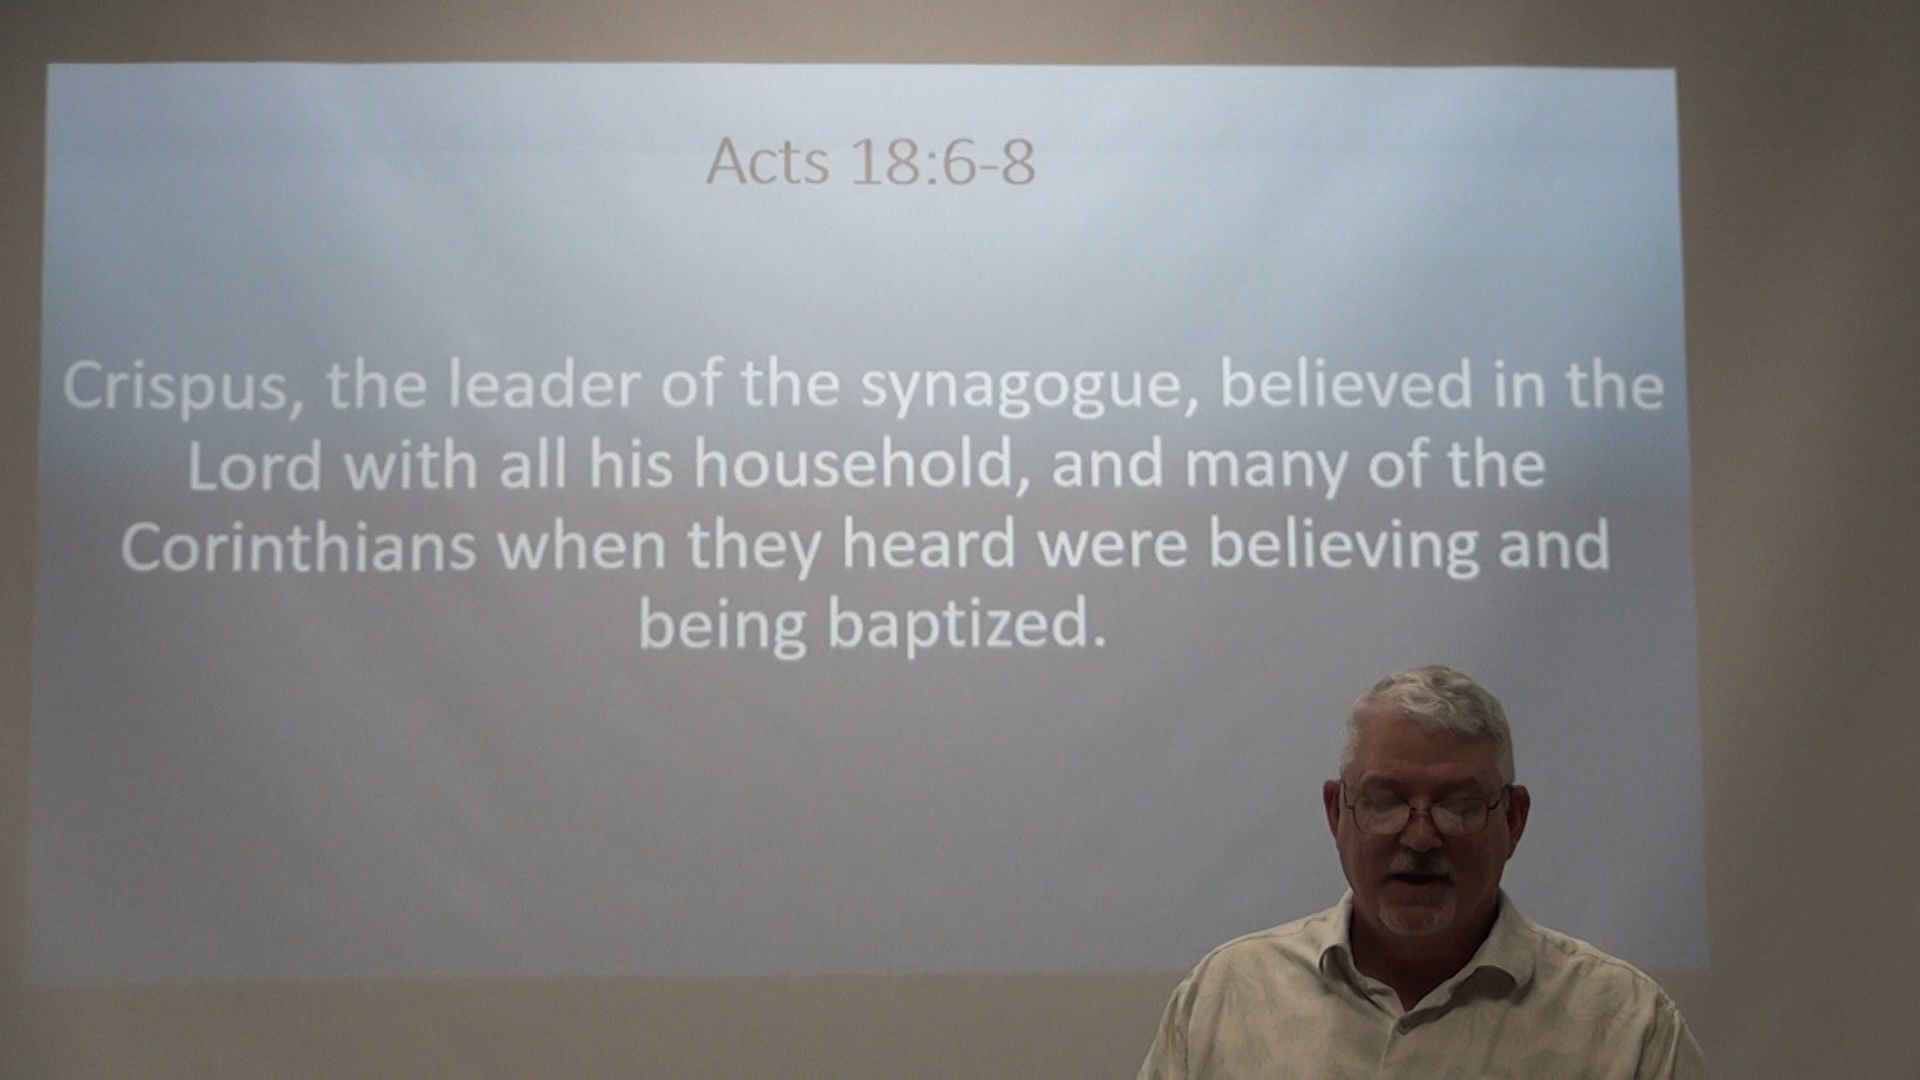 Acts 18:6-8
Crispus, the leader of the synagogue, believed in the
Lord with all his household, and many of the
Corinthians when they heard were believing and
being baptized.